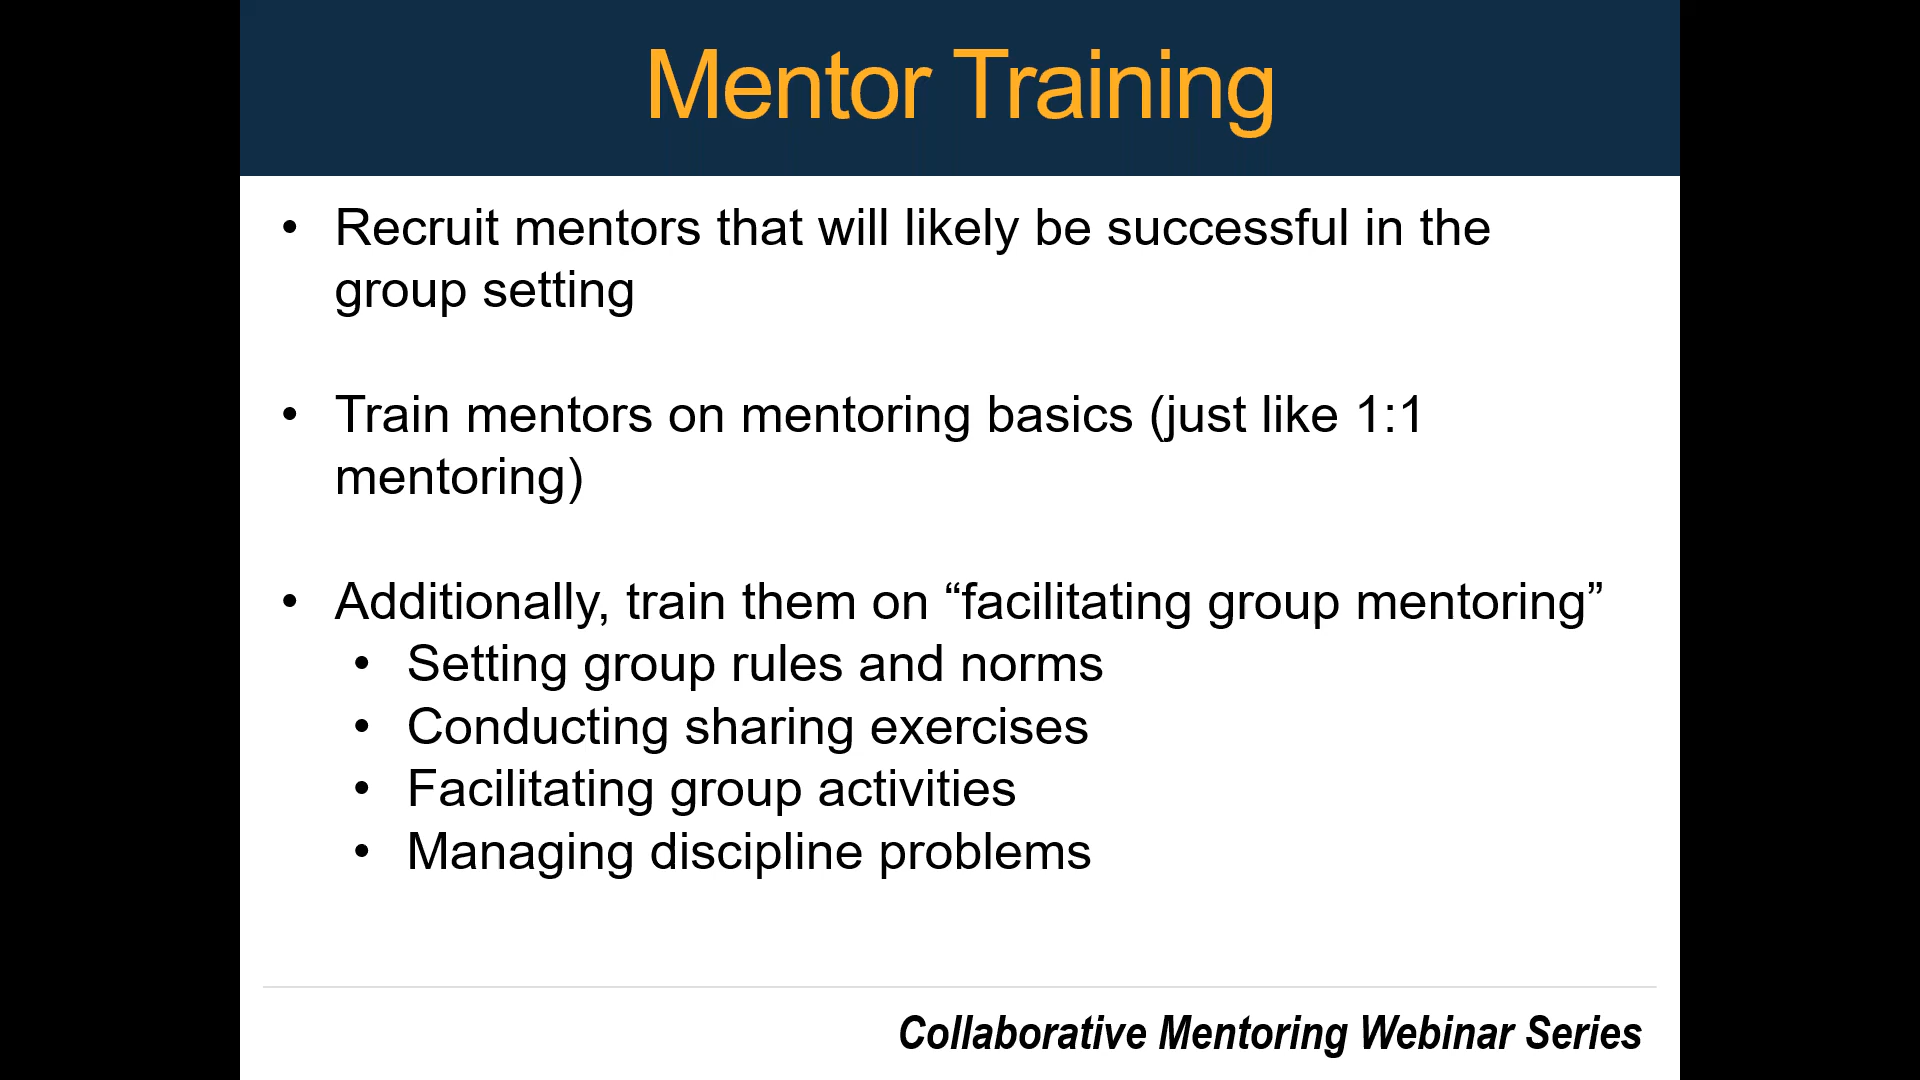 Mentor Training
• Recruit mentors that will likely be successful in the
group setting
• Train mentors on mentoring basics (just like 1:1
mentoring)
• Additionally, train them on “facilitating group mentoring”
• Setting group rules and norms
• Conducting sharing exercises
• Facilitating group activities
• Managing discipline problems
Collaborative Mentoring Webinar Series